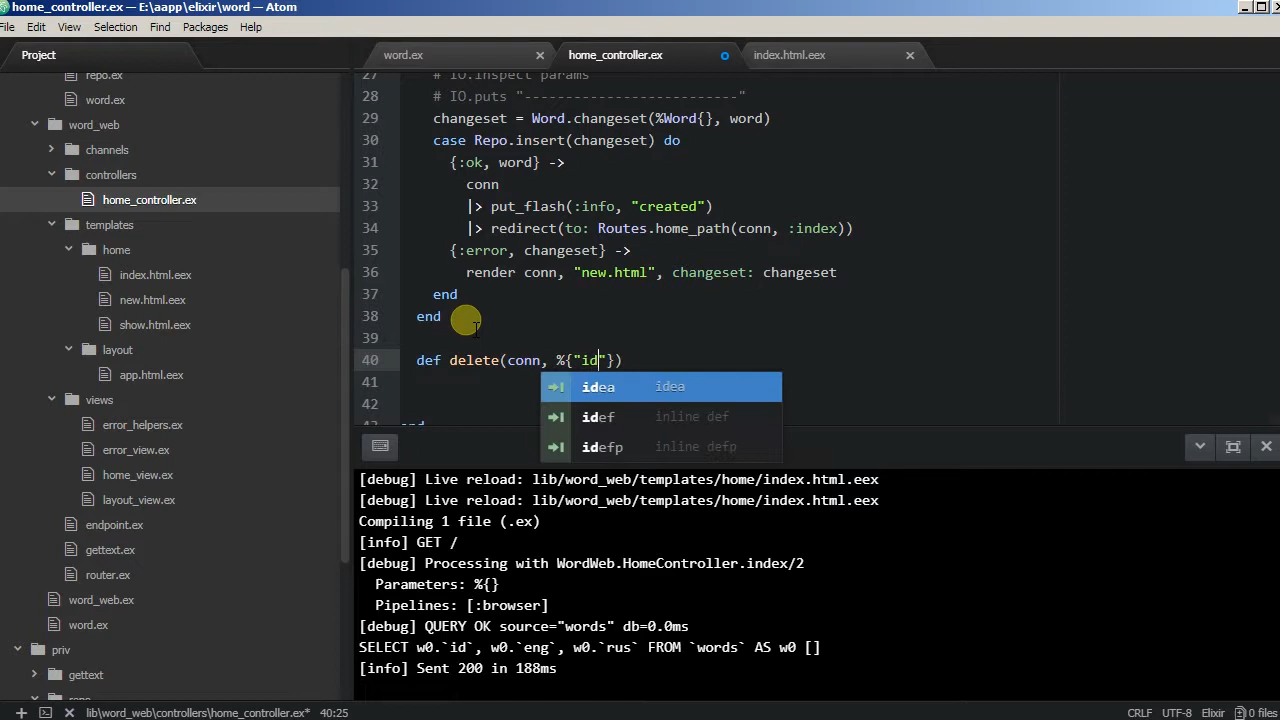 home_controller.ex — E:\aapp\elixir\word — Atom
File Edit View Selection Find Packages Help
Project
word.ex
home_controller.ex
index.html.eex
repo.ex
word.ex
word_web
channels
controllers
home_controller.ex
templates
home
index.html.eex
new.html.eex
show.html.eex
layout
app.html.eex
views
error_helpers.ex
error_view.ex
home_view.ex
layout_view.ex
endpoint.ex
gettext.ex
router.ex
word_web.ex
word.ex
priv
gettext
27 # IO.inspect params
28 # IO.puts "--------------------------"
29 changeset = Word.changeset(%Word{}, word)
30 case Repo.insert(changeset) do
31 {:ok, word} ->
32 conn
33 |> put_flash(:info, "created")
34 |> redirect(to: Routes.home_path(conn, :index))
35 {:error, changeset} ->
36 render conn, "new.html", changeset: changeset
37 end
38 end
39
40 def delete(conn, %{"id"})
41
42
idea idea
idef inline def
idefp inline defp
[debug] Live reload: lib/word_web/templates/home/index.html.eex
[debug] Live reload: lib/word_web/templates/home/index.html.eex
Compiling 1 file (.ex)
[info] GET /
[debug] Processing with WordWeb.HomeController.index/2
Parameters: %{}
Pipelines: [:browser]
[debug] QUERY OK source="words" db=0.0ms
SELECT w0.`id`, w0.`eng`, w0.`rus` FROM `words` AS w0 []
[info] Sent 200 in 188ms
lib\word_web\controllers\home_controller.ex* 40:25
CRLF UTF-8 Elixir 0 files